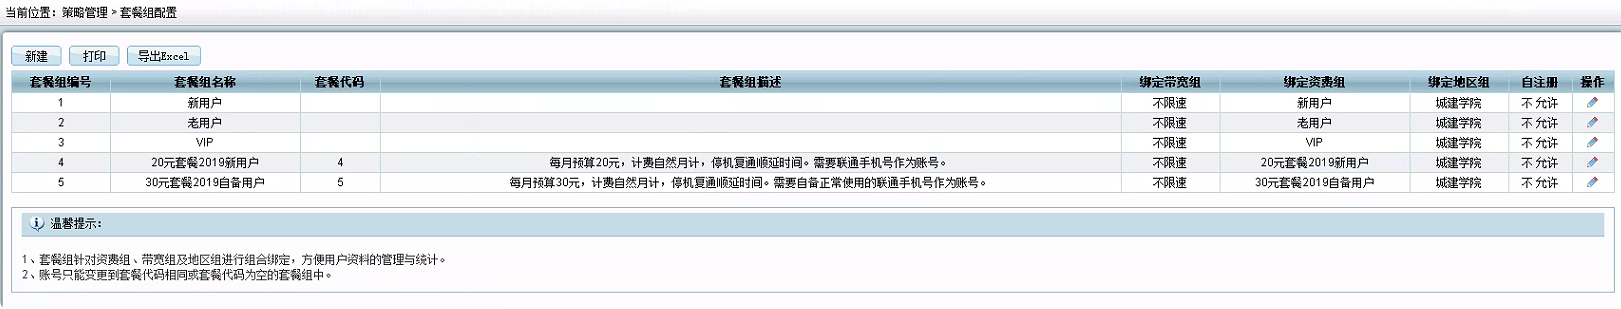 当前位置：策略管理 > 套餐组配置
新建 打印 导出Excel
套餐组编号 套餐组名称 套餐代码 套餐组描述 绑定带宽组 绑定资费组 绑定地区组 自注册 操作
1 新用户 不限速 新用户 城建学院 不 允许
2 老用户 不限速 老用户 城建学院 不 允许
3 VIP 不限速 VIP 城建学院 不 允许
4 20元套餐2019新用户 4 每月预算20元，计费自然月计，停机复通顺延时间。需要联通手机号作为账号。 不限速 20元套餐2019新用户 城建学院 不 允许
5 30元套餐2019自备用户 5 每月预算30元，计费自然月计，停机复通顺延时间。需要自备正常使用的联通手机号作为账号。 不限速 30元套餐2019自备用户 城建学院 不 允许
温馨提示：
1、套餐组针对资费组、带宽组及地区组进行组合绑定，方便用户资料的管理与统计。
2、账号只能变更到套餐代码相同或套餐代码为空的套餐组中。